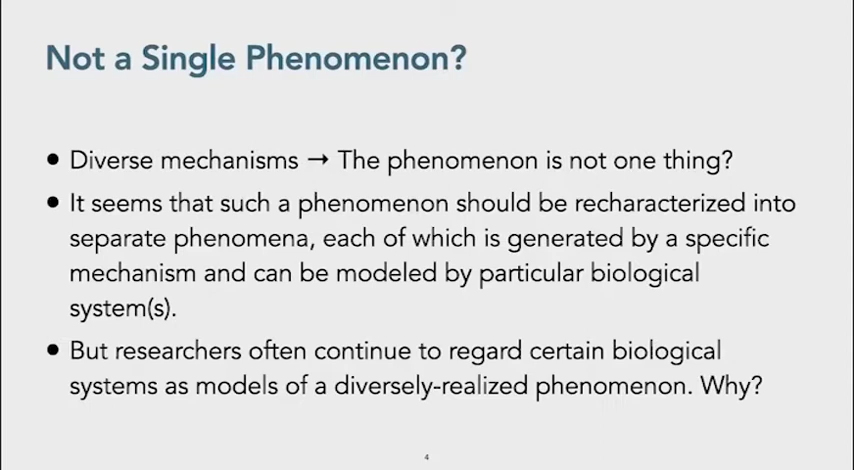 Not a Single Phenomenon?
● Diverse mechanisms → The phenomenon is not one thing?
● It seems that such a phenomenon should be recharacterized into
separate phenomena, each of which is generated by a specific
mechanism and can be modeled by particular biological
system(s).
● But researchers often continue to regard certain biological
systems as models of a diversely-realized phenomenon. Why?
4